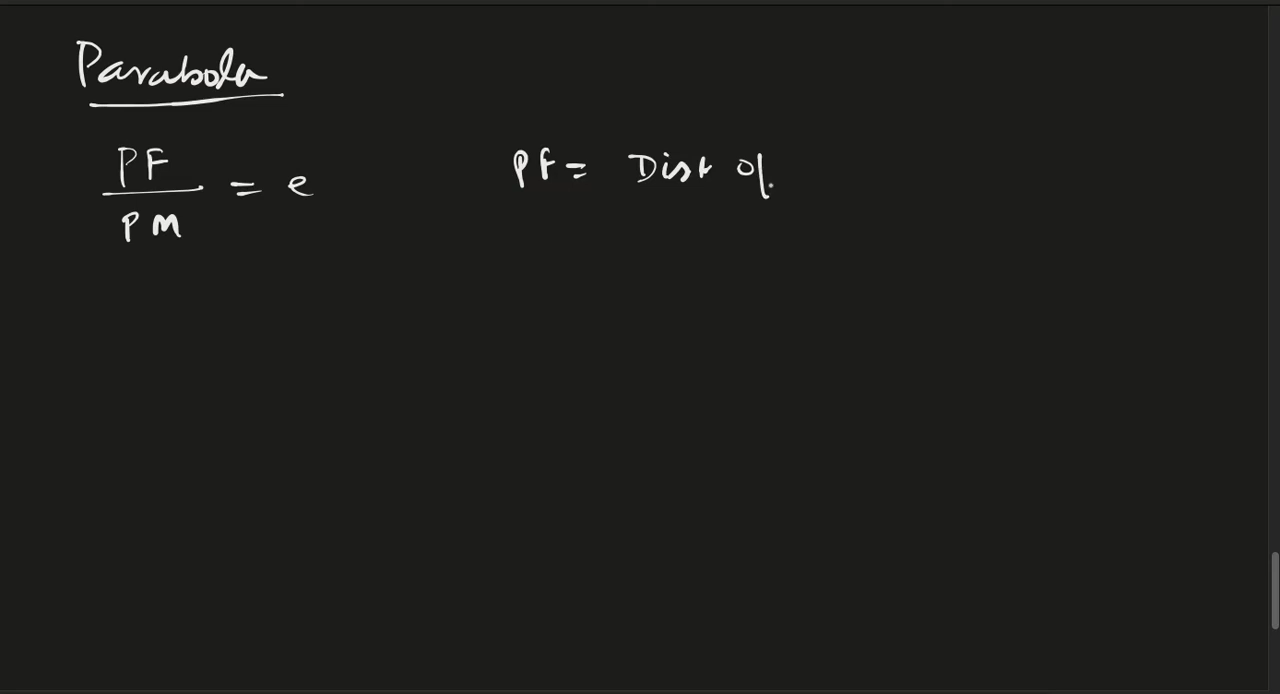 Parabola
PF/PM = e
PF = Dist of